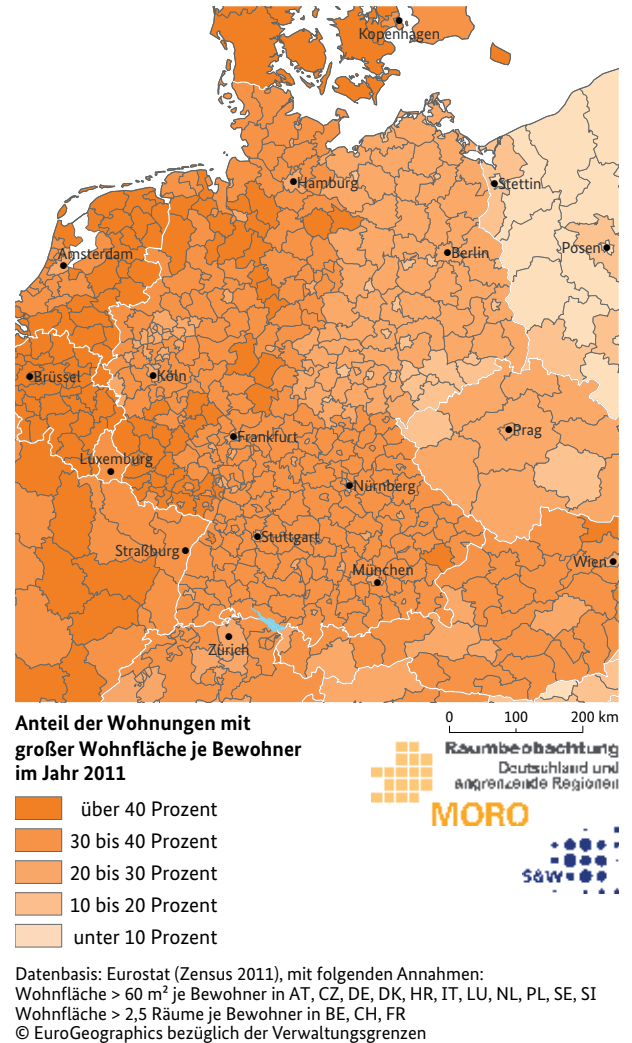 Kopenhagen
Hamburg
Stettin
Amsterdam
Berlin
Posen
Brüssel
Köln
Prag
Frankfurt
Luxemburg
Nürnberg
Stuttgart
Straßburg
Wien
München
Zürich
Anteil der Wohnungen mit
großer Wohnfläche je Bewohner
im Jahr 2011
über 40 Prozent
30 bis 40 Prozent
20 bis 30 Prozent
10 bis 20 Prozent
unter 10 Prozent
0 100 200 km
Raumbeobachtung
Deutschland und
angrenzende Regionen
MORO
S&W
Datenbasis: Eurostat (Zensus 2011), mit folgenden Annahmen:
Wohnfläche > 60 m² je Bewohner in AT, CZ, DE, DK, HR, IT, LU, NL, PL, SE, SI
Wohnfläche > 2,5 Räume je Bewohner in BE, CH, FR
© EuroGeographics bezüglich der Verwaltungsgrenzen